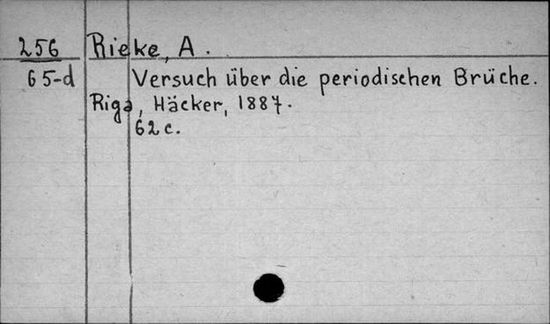 256 Rieke, A.
65-d Versuch über die periodischen Brüche.
Riga, Häcker, 1887.
62 c.